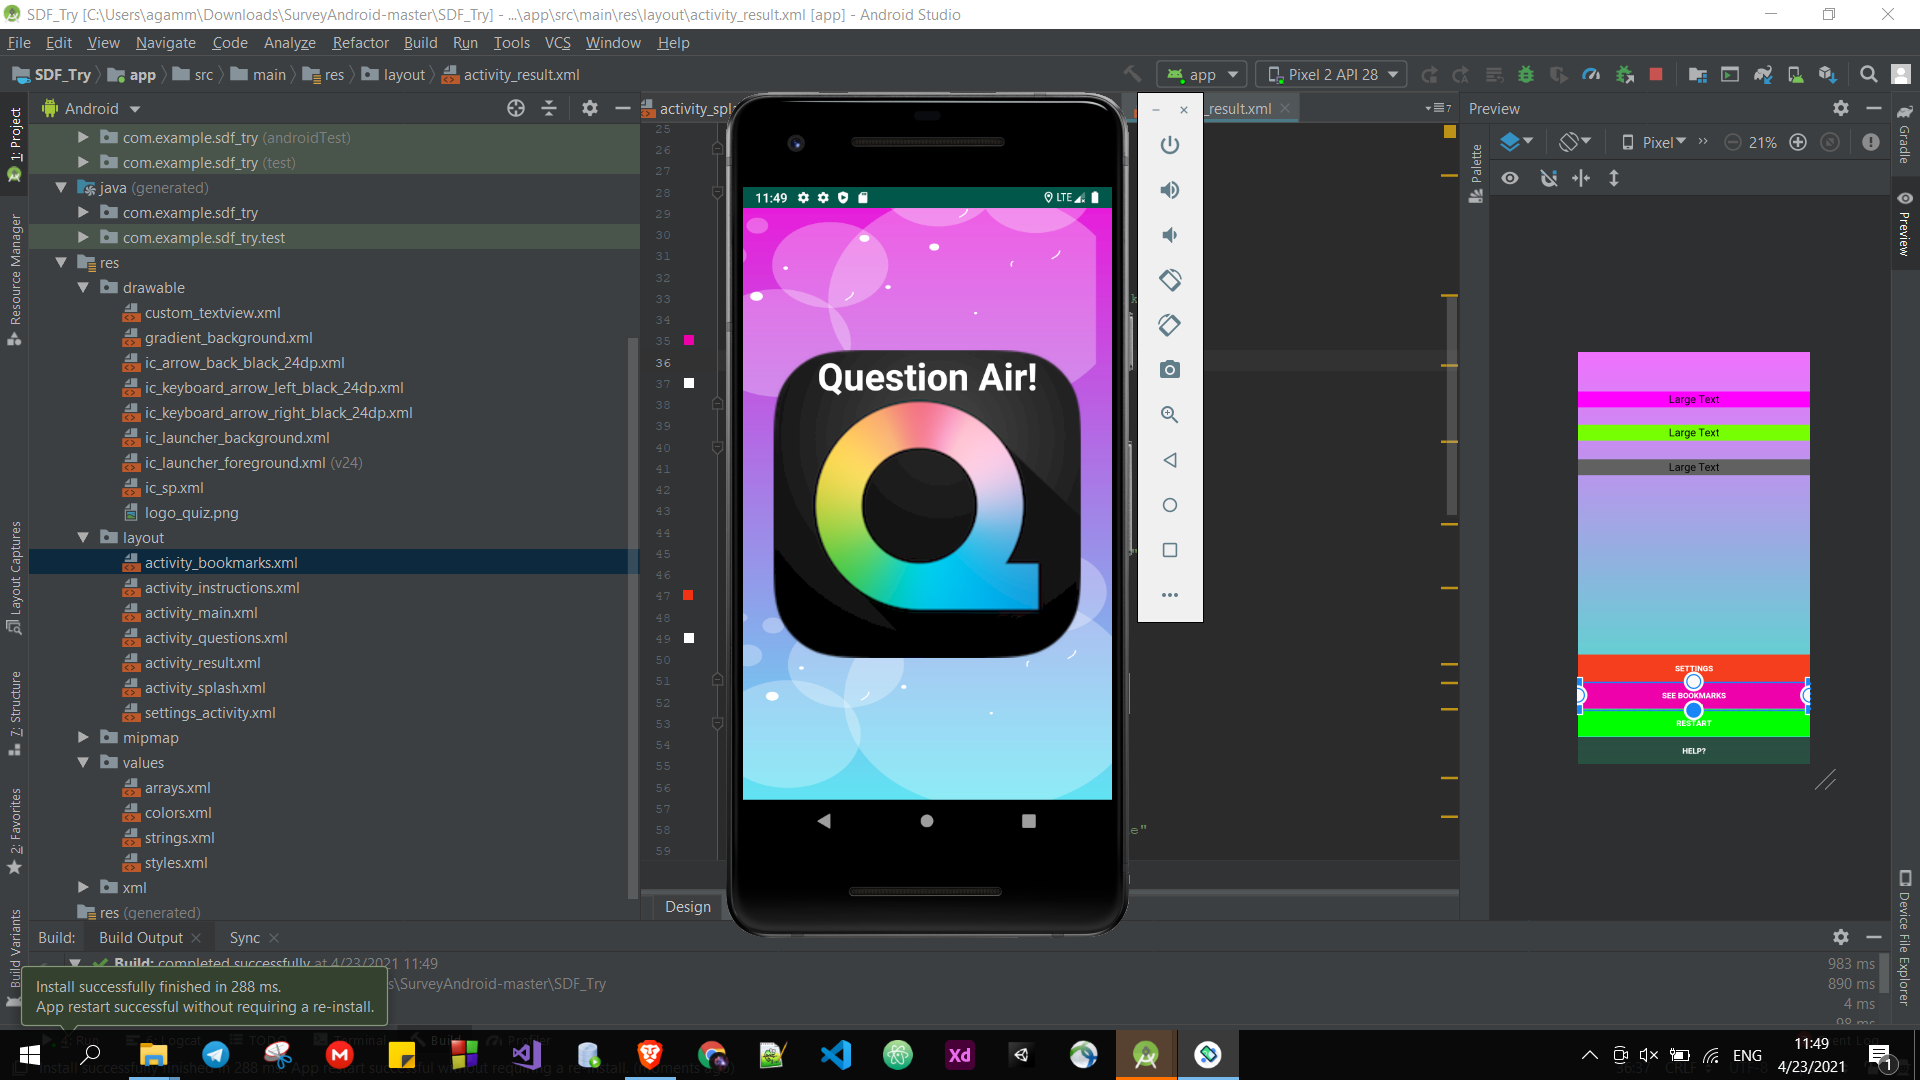 SDF_Try [C:\Users\agamm\Downloads\SurveyAndroid-master\SDF_Try] - ...\app\src\main\res\layout\activity_result.xml [app] - Android Studio
File Edit View Navigate Code Analyze Refactor Build Run Tools VCS Window Help
SDF_Try app src main res layout activity_result.xml
app
Pixel 2 API 28
1: Project
Resource Manager
Layout Captures
7: Structure
2: Favorites
Build Variants
Android
com.example.sdf_try (androidTest)
com.example.sdf_try (test)
java (generated)
com.example.sdf_try
com.example.sdf_try.test
res
drawable
custom_textview.xml
gradient_background.xml
ic_arrow_back_black_24dp.xml
ic_keyboard_arrow_left_black_24dp.xml
ic_keyboard_arrow_right_black_24dp.xml
ic_launcher_background.xml
ic_launcher_foreground.xml (v24)
ic_sp.xml
logo_quiz.png
layout
activity_bookmarks.xml
activity_instructions.xml
activity_main.xml
activity_questions.xml
activity_result.xml
activity_splash.xml
settings_activity.xml
mipmap
values
arrays.xml
colors.xml
strings.xml
styles.xml
xml
res (generated)
activity_spl
_result.xml
7
25
26
27
28
29
30
31
32
33
34
35
36
37
38
39
40
41
42
43
44
45
46
47
48
49
50
51
52
53
54
55
56
57
58
59
k
"
e"
Design
11:49
LTE
Question Air!
Preview
Palette
Pixel
21%
Large Text
Large Text
Large Text
SETTINGS
SEE BOOKMARKS
RESTART
HELP?
Gradle
Preview
Device File Explorer
Build: Build Output Sync
Build: completed successfully at 4/23/2021 11:49
s\SurveyAndroid-master\SDF_Try
983 ms
890 ms
4 ms
98 ms
Install successfully finished in 288 ms.
App restart successful without requiring a re-install.
ENG
11:49
4/23/2021
1